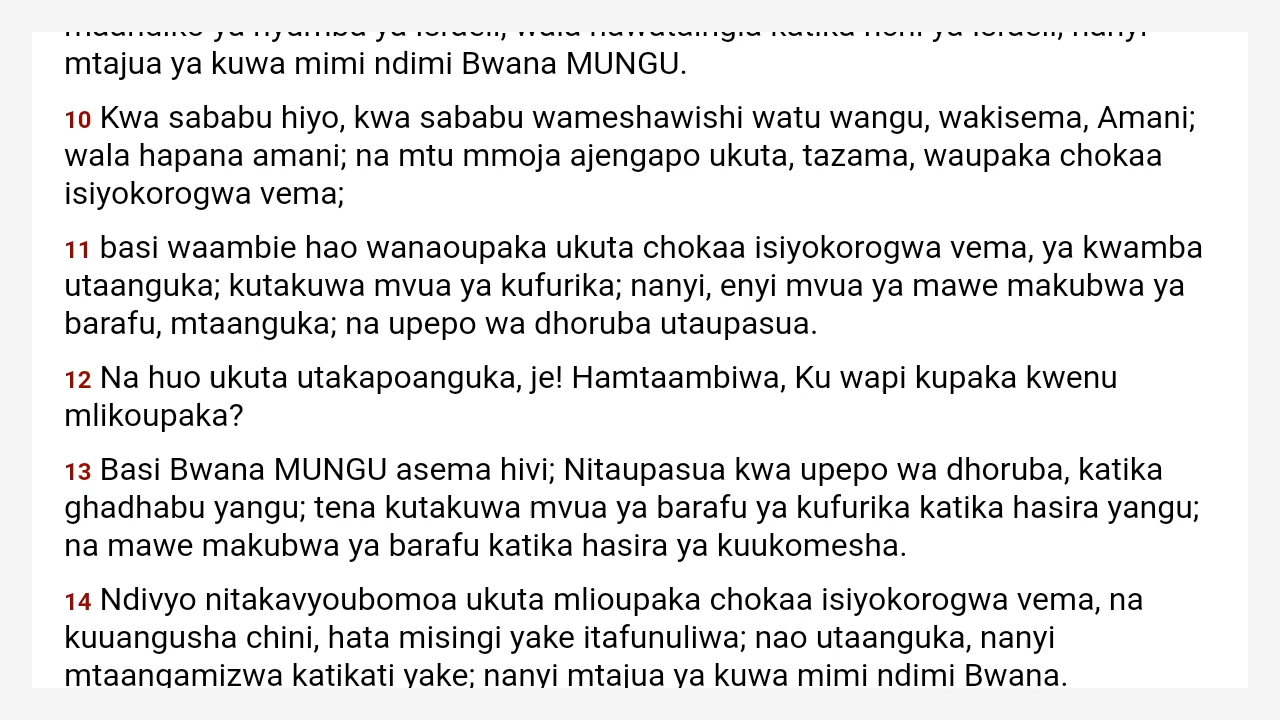 mtajua ya kuwa mimi ndimi Bwana MUNGU.
10 Kwa sababu hiyo, kwa sababu wameshawishi watu wangu, wakisema, Amani;
wala hapana amani; na mtu mmoja ajengapo ukuta, tazama, waupaka chokaa
isiyokorogwa vema;
11 basi waambie hao wanaoupaka ukuta chokaa isiyokorogwa vema, ya kwamba
utaanguka; kutakuwa mvua ya kufurika; nanyi, enyi mvua ya mawe makubwa ya
barafu, mtaanguka; na upepo wa dhoruba utaupasua.
12 Na huo ukuta utakapoanguka, je! Hamtaambiwa, Ku wapi kupaka kwenu
mlikoupaka?
13 Basi Bwana MUNGU asema hivi; Nitaupasua kwa upepo wa dhoruba, katika
ghadhabu yangu; tena kutakuwa mvua ya barafu ya kufurika katika hasira yangu;
na mawe makubwa ya barafu katika hasira ya kuukomesha.
14 Ndivyo nitakavyoubomoa ukuta mlioupaka chokaa isiyokorogwa vema, na
kuuangusha chini, hata misingi yake itafunuliwa; nao utaanguka, nanyi
mtaangamizwa katikati yake; nanyi mtajua ya kuwa mimi ndimi Bwana.